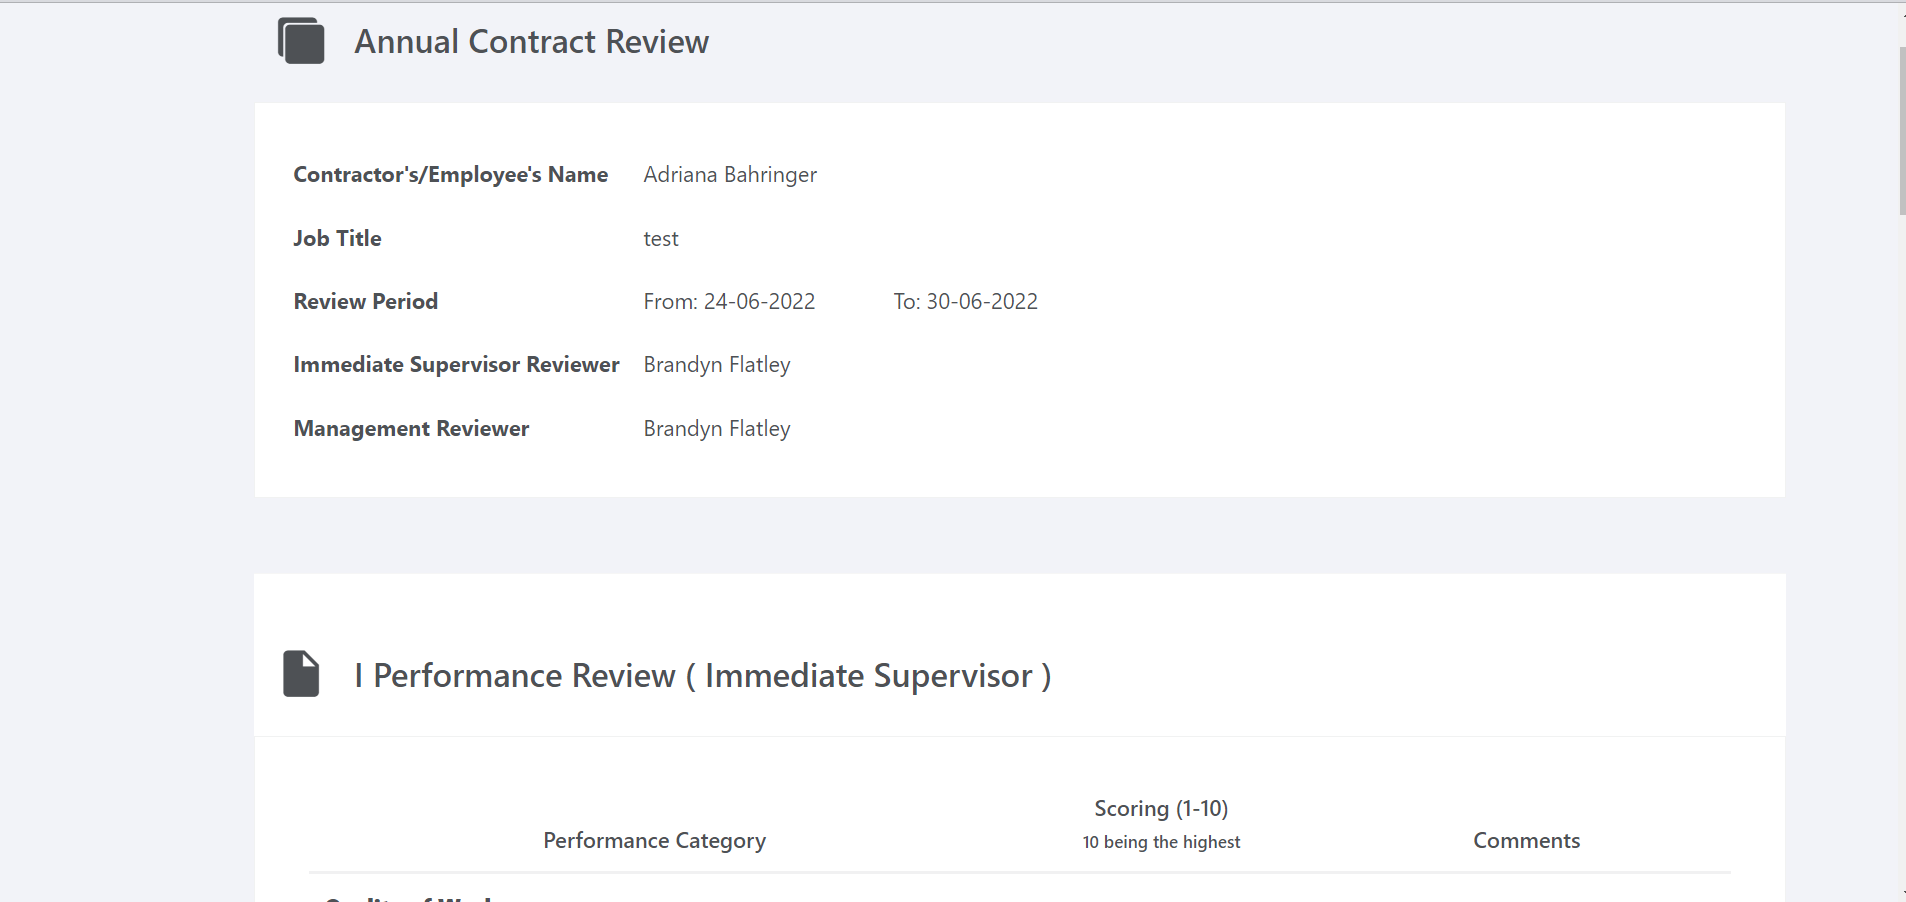 Annual Contract Review
Contractor's/Employee's Name Adriana Bahringer
Job Title test
Review Period From: 24-06-2022 To: 30-06-2022
Immediate Supervisor Reviewer Brandyn Flatley
Management Reviewer Brandyn Flatley
I Performance Review ( Immediate Supervisor )
Scoring (1-10)
Performance Category 10 being the highest Comments